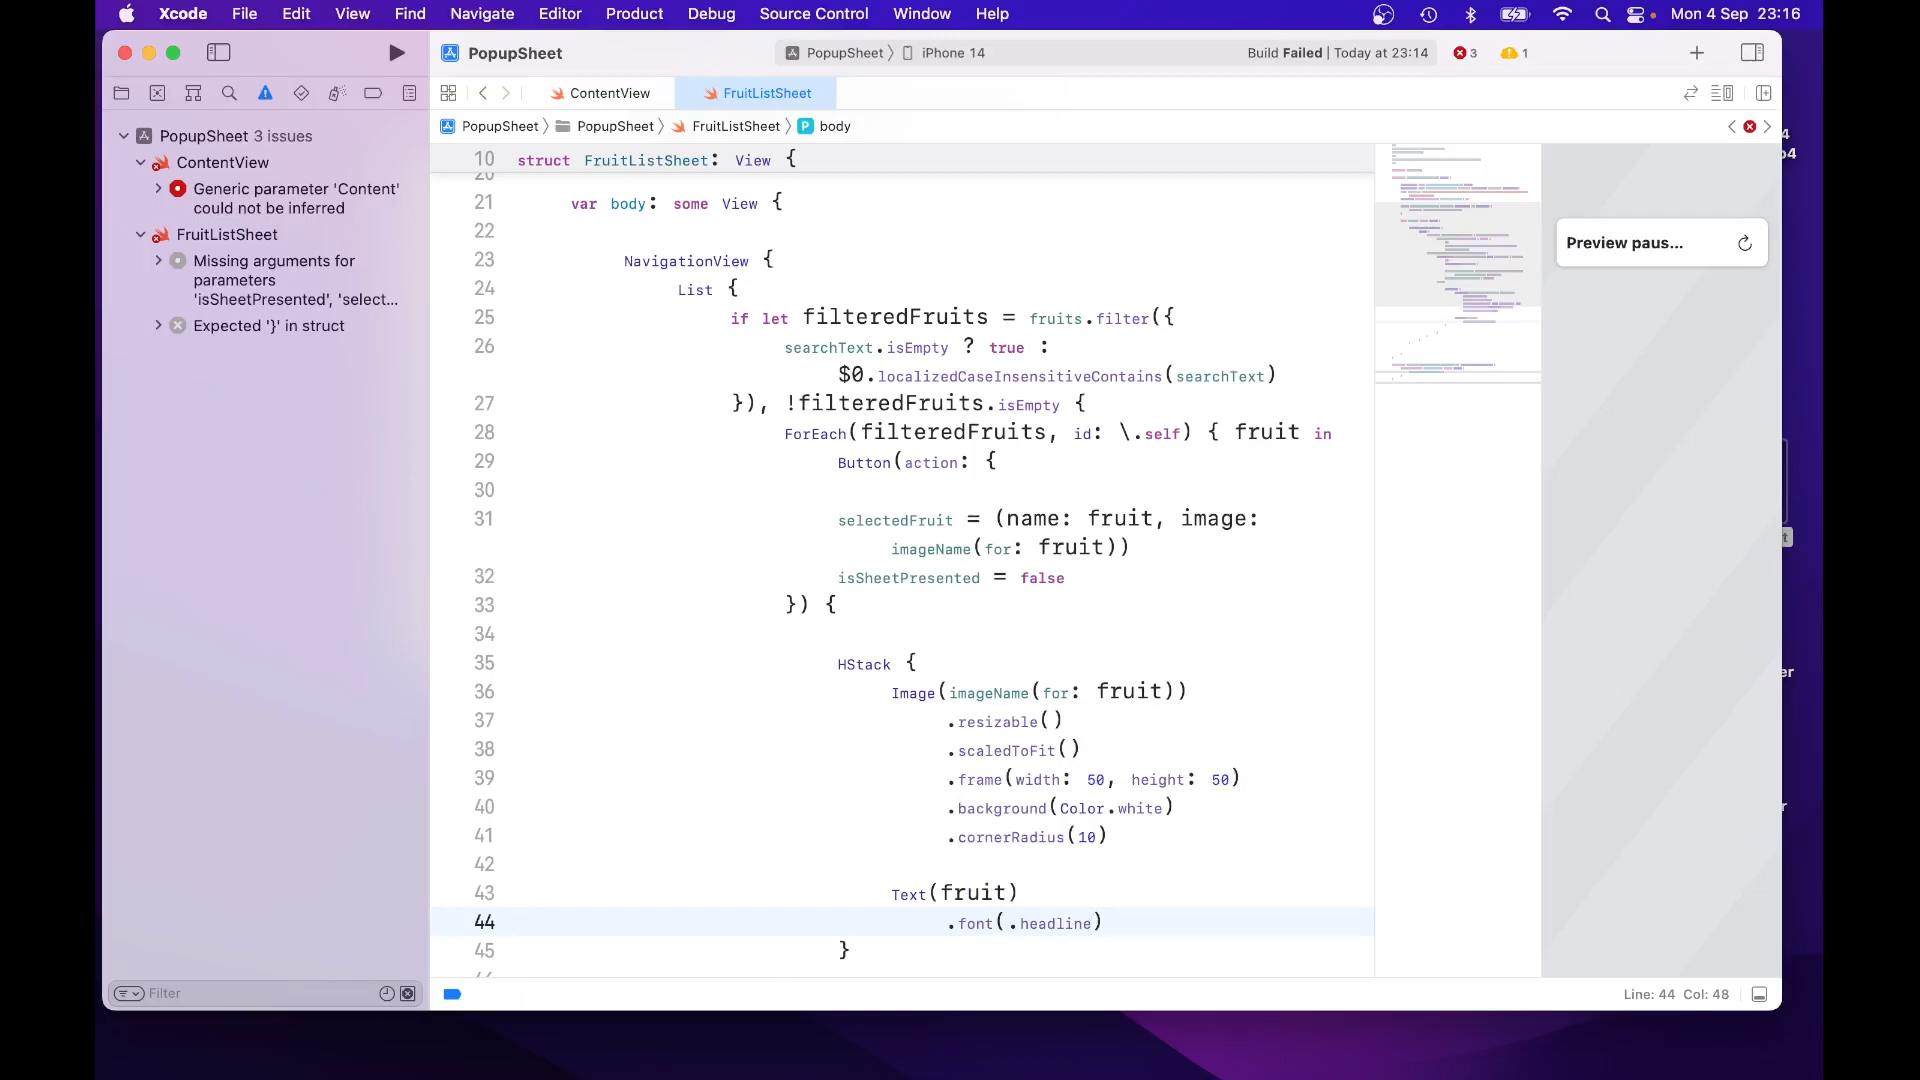 Xcode File Edit View Find Navigate Editor Product Debug Source Control Window Help Mon 4 Sep 23:16
PopupSheet PopupSheet iPhone 14 Build Failed | Today at 23:14 3 1
ContentView FruitListSheet
PopupSheet PopupSheet FruitListSheet P body
PopupSheet 3 issues
ContentView
Generic parameter 'Content'
could not be inferred
FruitListSheet
Missing arguments for
parameters
'isSheetPresented', 'select...
Expected '}' in struct
Filter
10 struct FruitListSheet: View {
20
21 var body: some View {
22
23 NavigationView {
24 List {
25 if let filteredFruits = fruits.filter({
26 searchText.isEmpty ? true :
$0.localizedCaseInsensitiveContains(searchText)
27 }), !filteredFruits.isEmpty {
28 ForEach(filteredFruits, id: \.self) { fruit in
29 Button(action: {
30
31 selectedFruit = (name: fruit, image:
imageName(for: fruit))
32 isSheetPresented = false
33 }) {
34
35 HStack {
36 Image(imageName(for: fruit))
37 .resizable()
38 .scaledToFit()
39 .frame(width: 50, height: 50)
40 .background(Color.white)
41 .cornerRadius(10)
42
43 Text(fruit)
44 .font(.headline)
45 }
Preview paus...
Line: 44 Col: 48